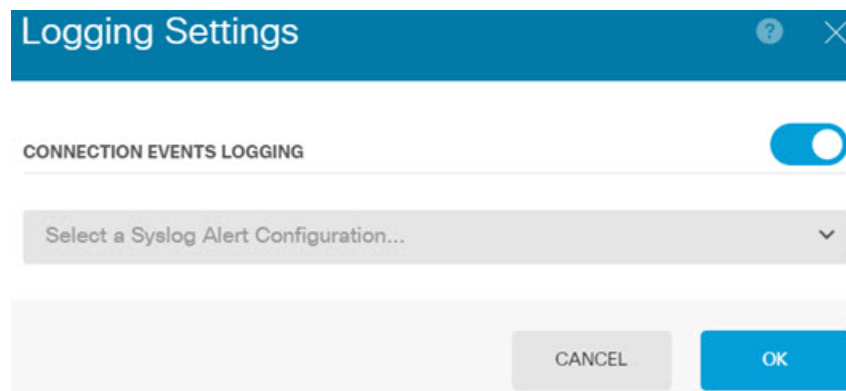 Logging Settings
CONNECTION EVENTS LOGGING
Select a Syslog Alert Configuration...
CANCEL
OK